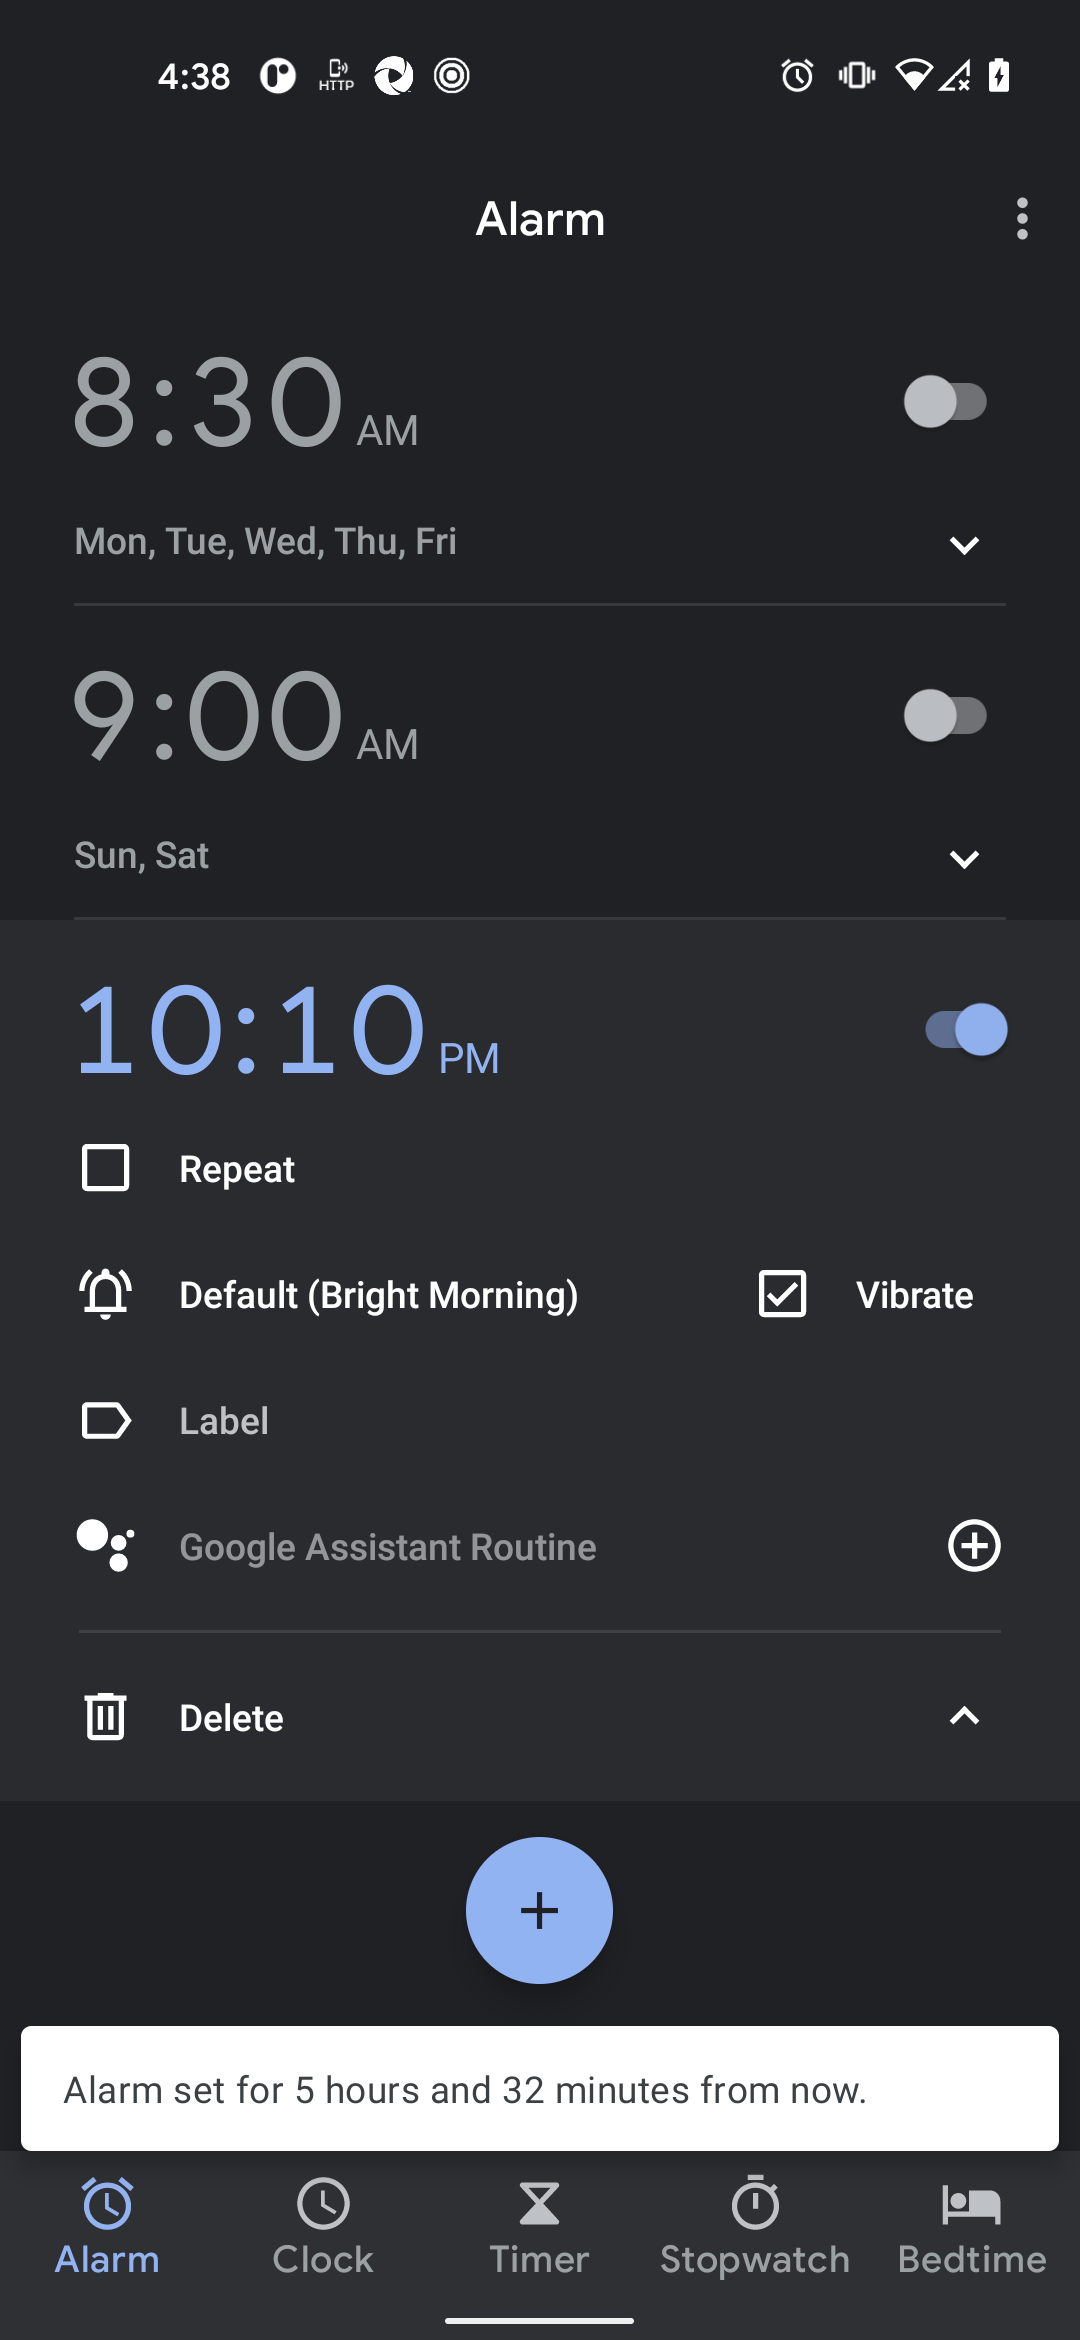 4:38
HTTP
Alarm
8:30 AM
Mon, Tue, Wed, Thu, Fri
9:00 AM
Sun, Sat
10:10 PM
Repeat
Default (Bright Morning) Vibrate
Label
Google Assistant Routine
Delete
Alarm set for 5 hours and 32 minutes from now.
Alarm Clock Timer Stopwatch Bedtime